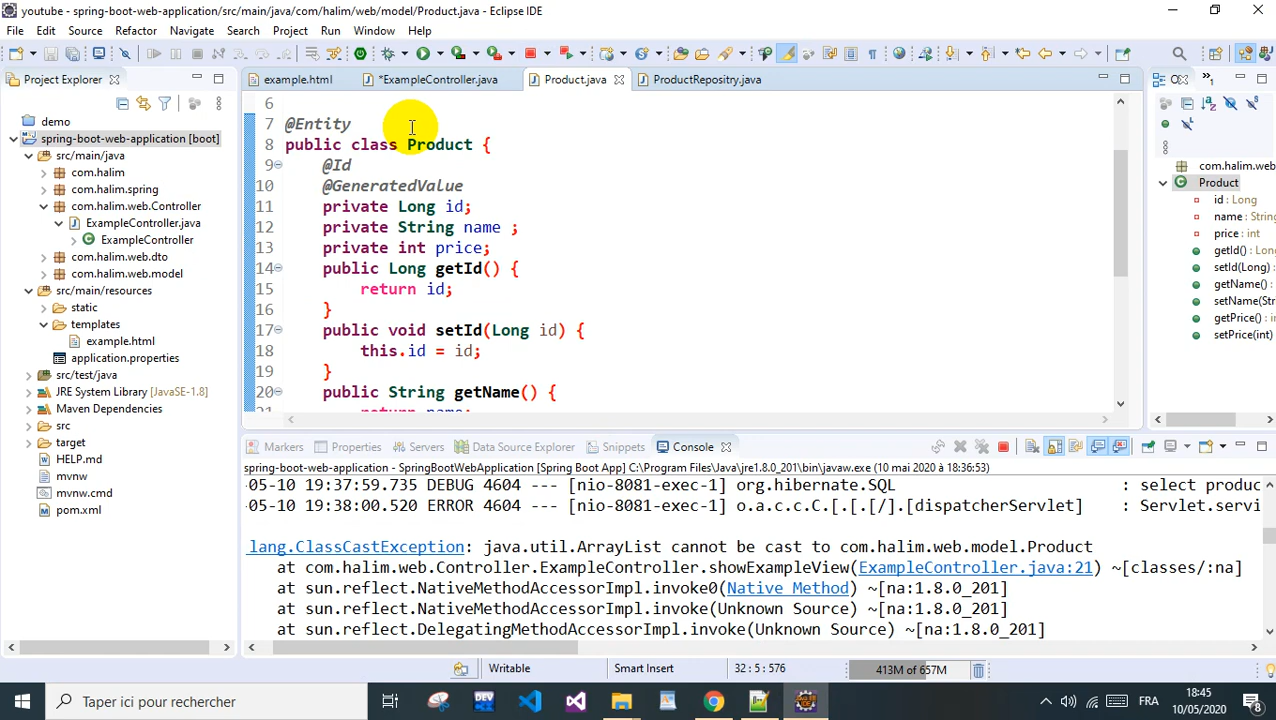 youtube - spring-boot-web-application/src/main/java/com/halim/web/model/Product.java - Eclipse IDE
File Edit Source Refactor Navigate Search Project Run Window Help
Project Explorer
example.html
*ExampleController.java
Product.java
ProductRepositry.java
demo
spring-boot-web-application [boot]
src/main/java
com.halim
com.halim.spring
com.halim.web.Controller
ExampleController.java
ExampleController
com.halim.web.dto
com.halim.web.model
src/main/resources
static
templates
example.html
application.properties
src/test/java
JRE System Library [JavaSE-1.8]
Maven Dependencies
src
target
HELP.md
mvnw
mvnw.cmd
pom.xml
6
7 @Entity
8 public class Product {
9 @Id
10 @GeneratedValue
11 private Long id;
12 private String name ;
13 private int price;
14 public Long getId() {
15 return id;
16 }
17 public void setId(Long id) {
18 this.id = id;
19 }
20 public String getName() {
21 return name;
com.halim.web
Product
id : Long
name : String
price : int
getId() : Long
setId(Long)
getName() :
setName(Str
getPrice() : in
setPrice(int)
Markers Properties Servers Data Source Explorer Snippets Console
spring-boot-web-application - SpringBootWebApplication [Spring Boot App] C:\Program Files\Java\jre1.8.0_201\bin\javaw.exe (10 mai 2020 à 18:36:53)
05-10 19:37:59.735 DEBUG 4604 --- [nio-8081-exec-1] org.hibernate.SQL : select produc
05-10 19:38:00.520 ERROR 4604 --- [nio-8081-exec-1] o.a.c.c.C.[.[.[/].[dispatcherServlet] : Servlet.servi
lang.ClassCastException: java.util.ArrayList cannot be cast to com.halim.web.model.Product
at com.halim.web.Controller.ExampleController.showExampleView(ExampleController.java:21) ~[classes/:na]
at sun.reflect.NativeMethodAccessorImpl.invoke0(Native Method) ~[na:1.8.0_201]
at sun.reflect.NativeMethodAccessorImpl.invoke(Unknown Source) ~[na:1.8.0_201]
at sun.reflect.DelegatingMethodAccessorImpl.invoke(Unknown Source) ~[na:1.8.0_201]
Writable
Smart Insert
32 : 5 : 576
413M of 657M
Taper ici pour rechercher
DEV
FRA
18:45
10/05/2020
8